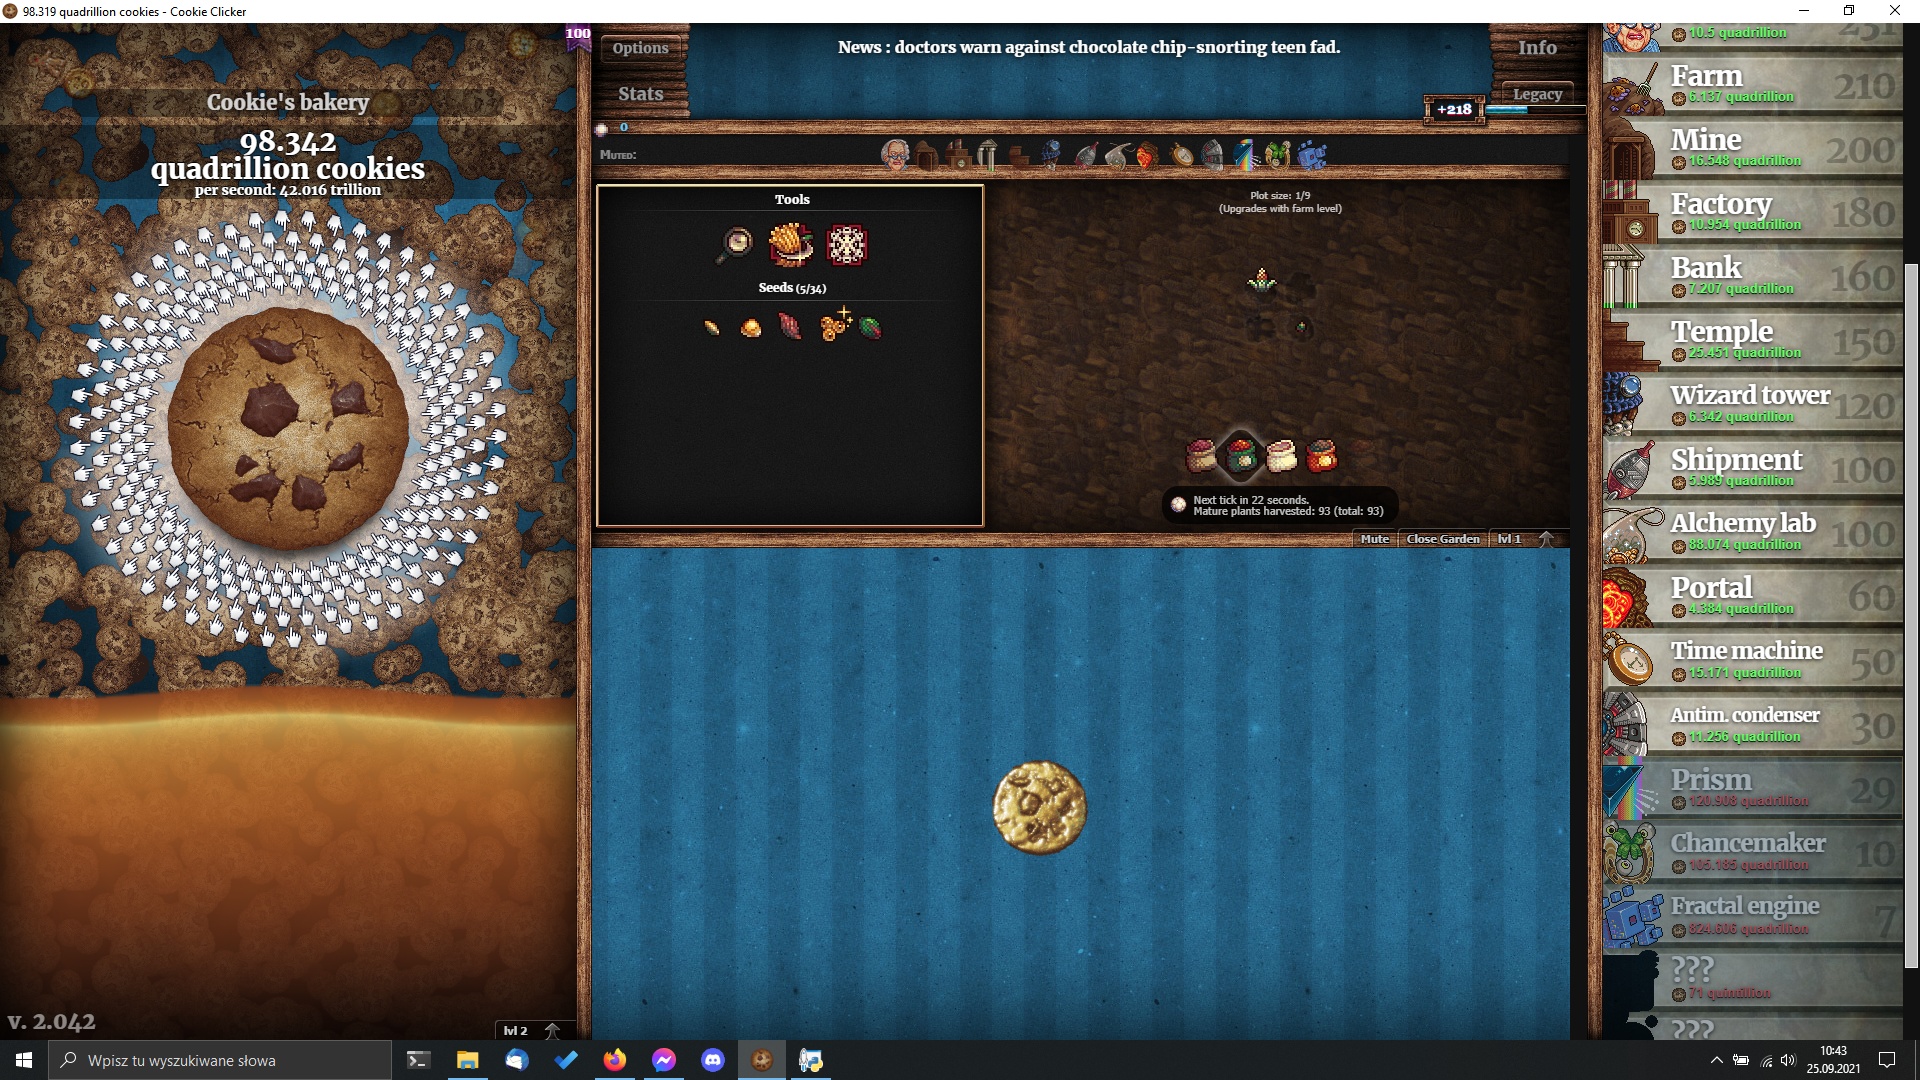 98.319 quadrillion cookies - Cookie Clicker
100
Options
Stats
News : doctors warn against chocolate chip-snorting teen fad.
Info
Legacy
+218
Cookie's bakery
98.342
quadrillion cookies
per second: 42.016 trillion
0
Muted:
Tools
Seeds (5/34)
Plot size: 1/9
(Upgrades with farm level)
Next tick in 22 seconds.
Mature plants harvested: 93 (total: 93)
Mute
Close Garden
lvl 1
10.5 quadrillion
231
Farm
6.137 quadrillion
210
Mine
16.548 quadrillion
200
Factory
10.954 quadrillion
180
Bank
7.207 quadrillion
160
Temple
25.451 quadrillion
150
Wizard tower
6.342 quadrillion
120
Shipment
5.989 quadrillion
100
Alchemy lab
88.074 quadrillion
100
Portal
4.384 quadrillion
60
Time machine
15.171 quadrillion
50
Antim. condenser
11.256 quadrillion
30
Prism
120.908 quadrillion
29
Chancemaker
105.185 quadrillion
10
Fractal engine
824.606 quadrillion
7
???
71 quintillion
???
v. 2.042
lvl 2
Wpisz tu wyszukiwane słowa
10:43
25.09.2021